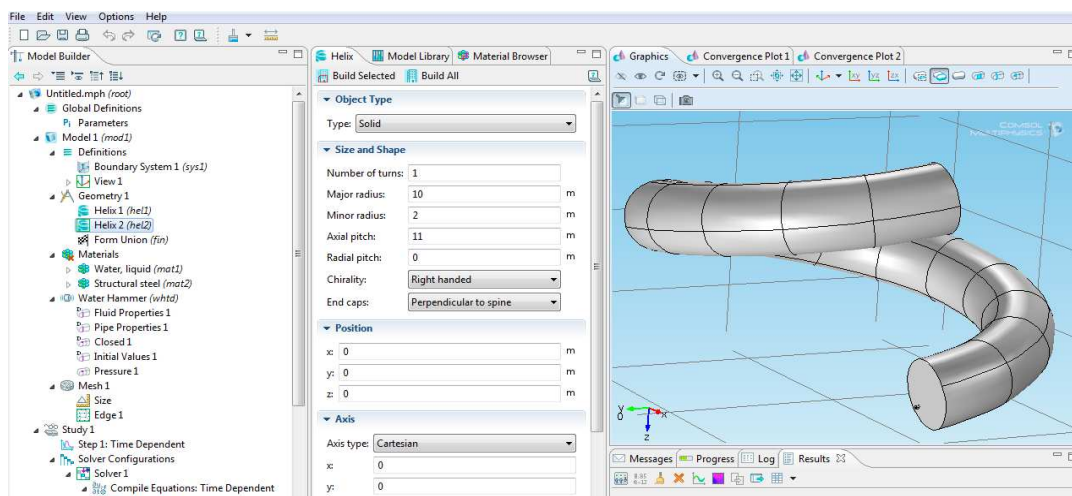 File Edit View Options Help
Model Builder
Untitled.mph (root)
Global Definitions
Pi Parameters
Model 1 (mod1)
Definitions
Boundary System 1 (sys1)
View 1
Geometry 1
Helix 1 (hel1)
Helix 2 (hel2)
Form Union (fin)
Materials
Water, liquid (mat1)
Structural steel (mat2)
Water Hammer (whtd)
Fluid Properties 1
Pipe Properties 1
Closed 1
Initial Values 1
Pressure 1
Mesh 1
Size
Edge 1
Study 1
Step 1: Time Dependent
Solver Configurations
Solver 1
Compile Equations: Time Dependent
Helix Model Library Material Browser
Build Selected Build All
Object Type
Type: Solid
Size and Shape
Number of turns: 1
Major radius: 10 m
Minor radius: 2 m
Axial pitch: 11 m
Radial pitch: 0 m
Chirality: Right handed
End caps: Perpendicular to spine
Position
x: 0 m
y: 0 m
z: 0 m
Axis
Axis type: Cartesian
x: 0
y: 0
Graphics Convergence Plot 1 Convergence Plot 2
xy yz zx
COMSOL
MULTIPHYSICS
y x
0
z
Messages Progress Log Results